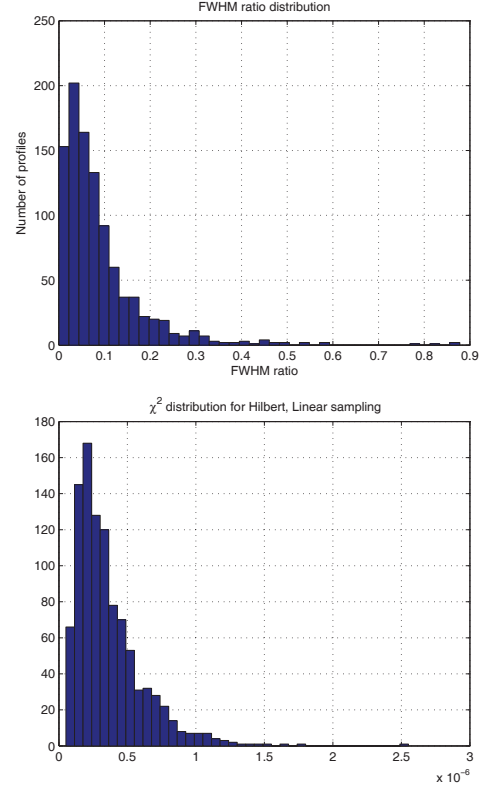 FWHM ratio distribution
250
200
150
100
50
0
Number of profiles
0 0.1 0.2 0.3 0.4 0.5 0.6 0.7 0.8 0.9
FWHM ratio
χ² distribution for Hilbert, Linear sampling
180
160
140
120
100
80
60
40
20
0
0 0.5 1 1.5 2 2.5 3
x 10⁻⁶